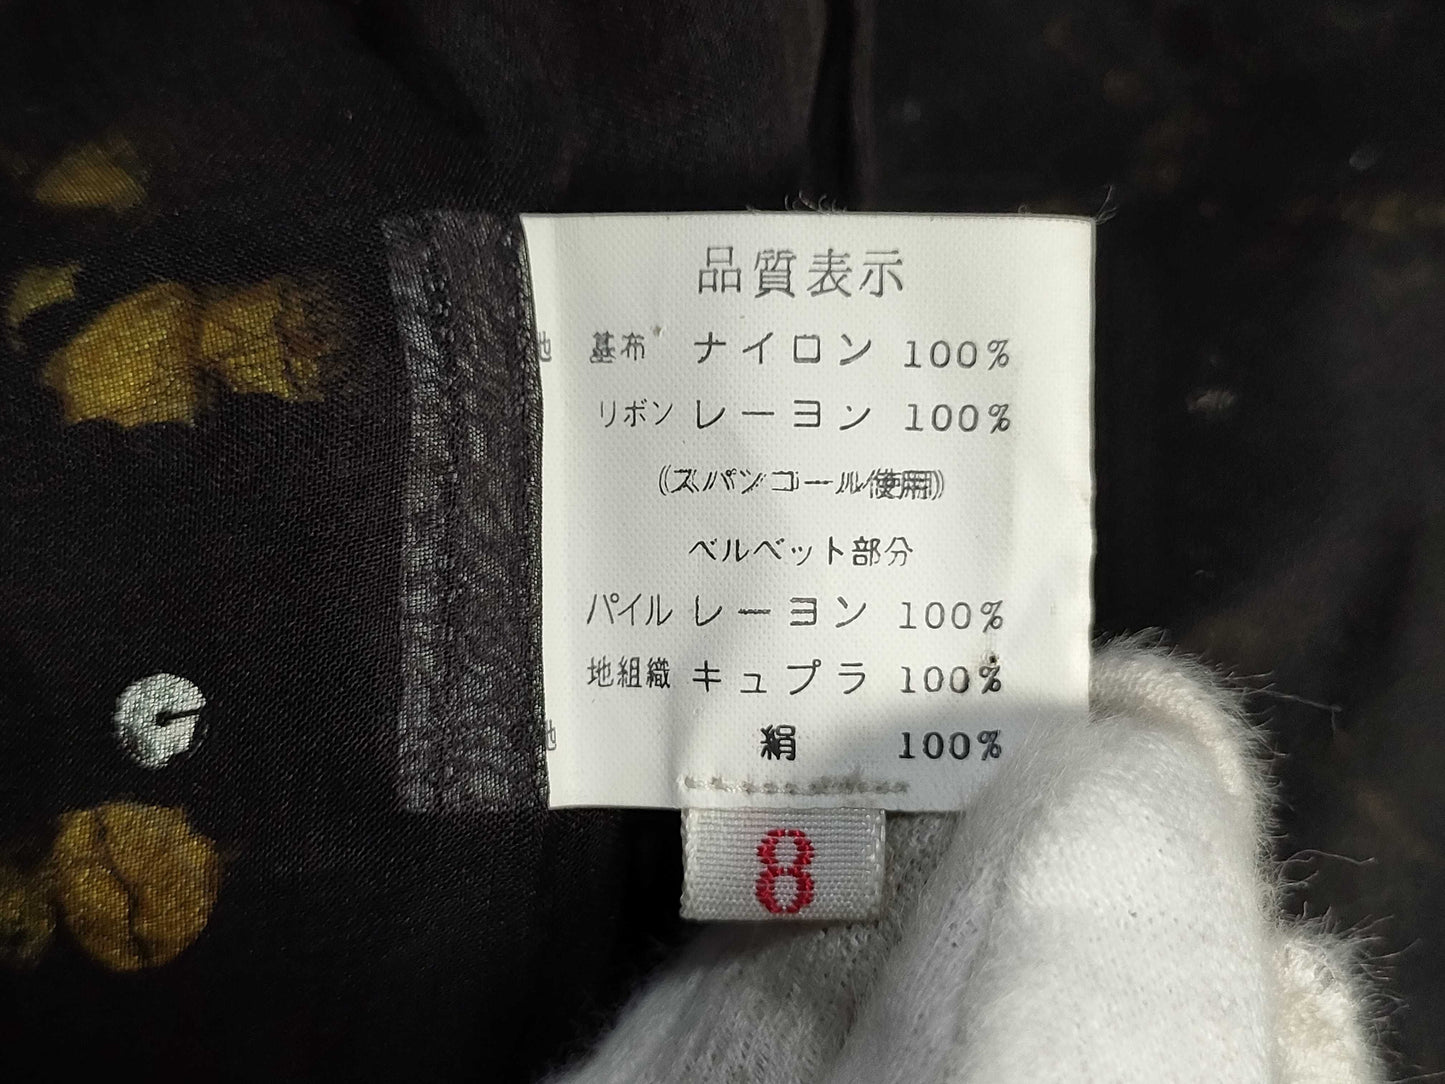 品質表示
地 基布 ナイロン 100%
リボン レーヨン 100%
(スパンコール使用)
ベルベット部分
パイル レーヨン 100%
地組織 キュプラ 100%
地 絹 100%
8